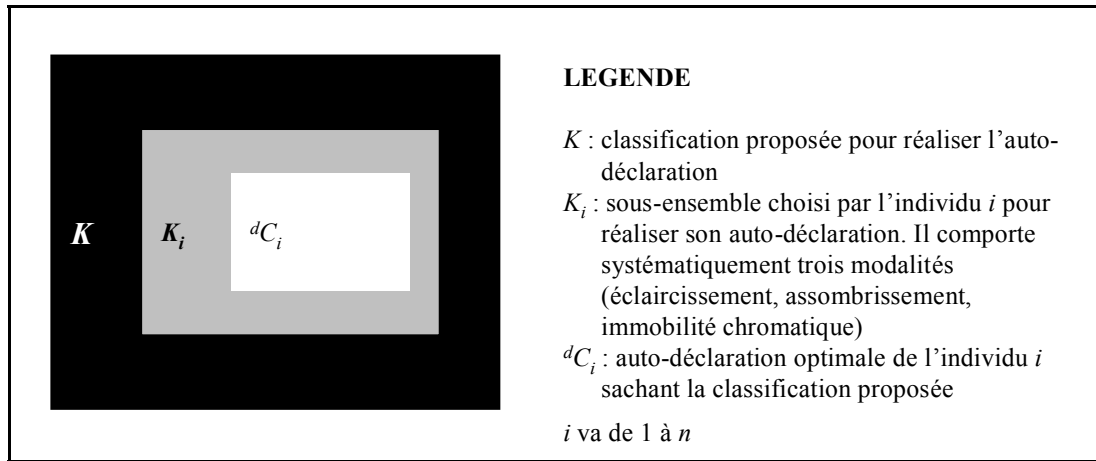 LEGENDE
K : classification proposée pour réaliser l’auto-
déclaration
K_i : sous-ensemble choisi par l’individu i pour
réaliser son auto-déclaration. Il comporte
systématiquement trois modalités
(éclaircissement, assombrissement,
immobilité chromatique)
^dC_i : auto-déclaration optimale de l’individu i
sachant la classification proposée
i va de 1 à n
K
K_i
^dC_i